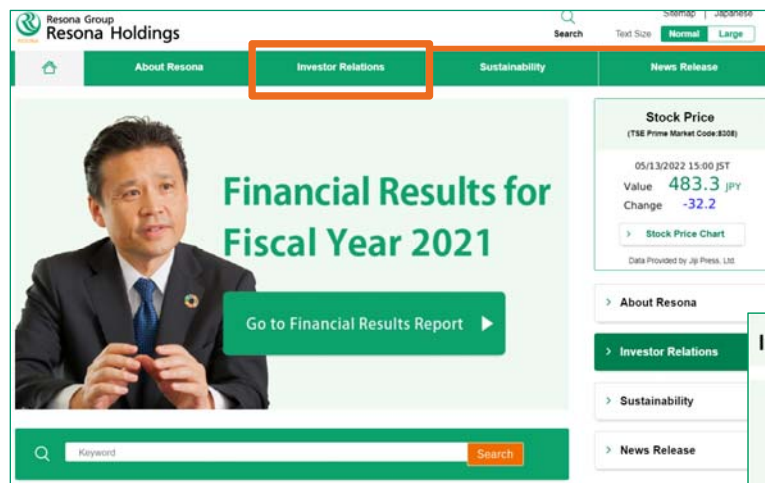 Resona Group
Resona Holdings
RESONA
Search
Sitemap | Japanese
Text Size Normal Large
About Resona
Investor Relations
Sustainability
News Release
Financial Results for
Fiscal Year 2021
Go to Financial Results Report
Stock Price
(TSE Prime Market Code:8308)
05/13/2022 15:00 JST
Value 483.3 JPY
Change -32.2
> Stock Price Chart
Data Provided by Jiji Press, Ltd.
> About Resona
> Investor Relations
> Sustainability
> News Release
Keyword
Search